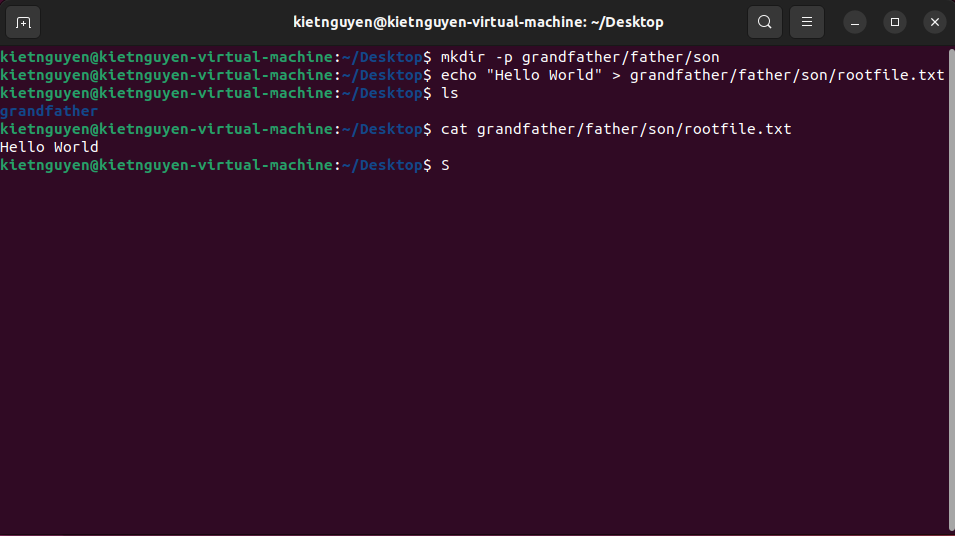 kietnguyen@kietnguyen-virtual-machine: ~/Desktop
kietnguyen@kietnguyen-virtual-machine:~/Desktop$ mkdir -p grandfather/father/son
kietnguyen@kietnguyen-virtual-machine:~/Desktop$ echo "Hello World" > grandfather/father/son/rootfile.txt
kietnguyen@kietnguyen-virtual-machine:~/Desktop$ ls
grandfather
kietnguyen@kietnguyen-virtual-machine:~/Desktop$ cat grandfather/father/son/rootfile.txt
Hello World
kietnguyen@kietnguyen-virtual-machine:~/Desktop$ S